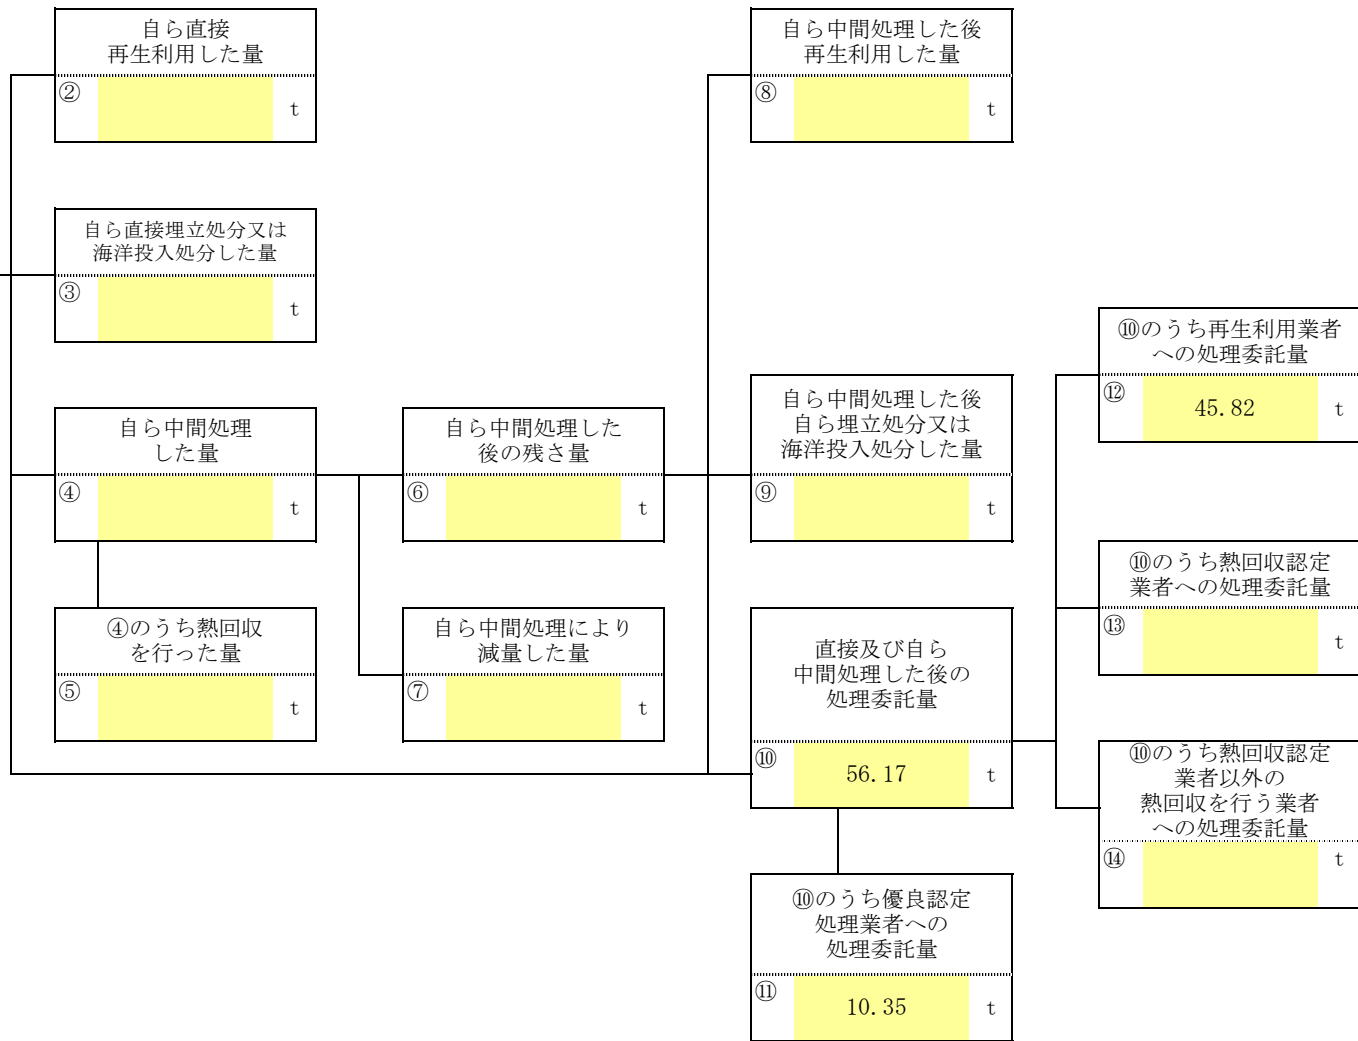 自ら直接
再生利用した量
②
t
自ら中間処理した後
再生利用した量
⑧
t
自ら直接埋立処分又は
海洋投入処分した量
③
t
⑩のうち再生利用業者
への処理委託量
⑫
45.82
t
自ら中間処理
した量
④
t
自ら中間処理した
後の残さ量
⑥
t
自ら中間処理した後
自ら埋立処分又は
海洋投入処分した量
⑨
t
⑩のうち熱回収認定
業者への処理委託量
⑬
t
④のうち熱回収
を行った量
⑤
t
自ら中間処理により
減量した量
⑦
t
直接及び自ら
中間処理した後の
処理委託量
⑩
56.17
t
⑩のうち熱回収認定
業者以外の
熱回収を行う業者
への処理委託量
⑭
t
⑩のうち優良認定
処理業者への
処理委託量
⑪
10.35
t